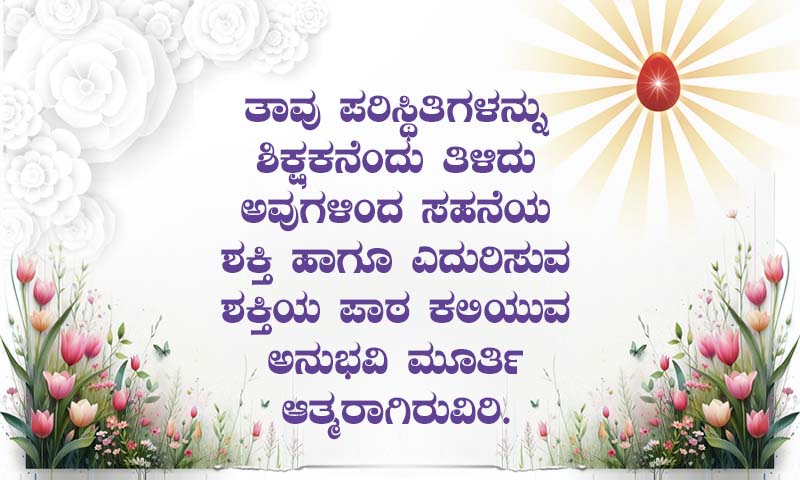 ತಾವು ಪರಿಸ್ಥಿತಿಗಳನ್ನು
ಶಿಕ್ಷಕನೆಂದು ತಿಳಿದು
ಅವುಗಳಿಂದ ಸಹನೆಯ
ಶಕ್ತಿ ಹಾಗೂ ಎದುರಿಸುವ
ಶಕ್ತಿಯ ಪಾಠ ಕಲಿಯುವ
ಅನುಭವಿ ಮೂರ್ತಿ
ಆತ್ಮರಾಗಿರುವಿರಿ.